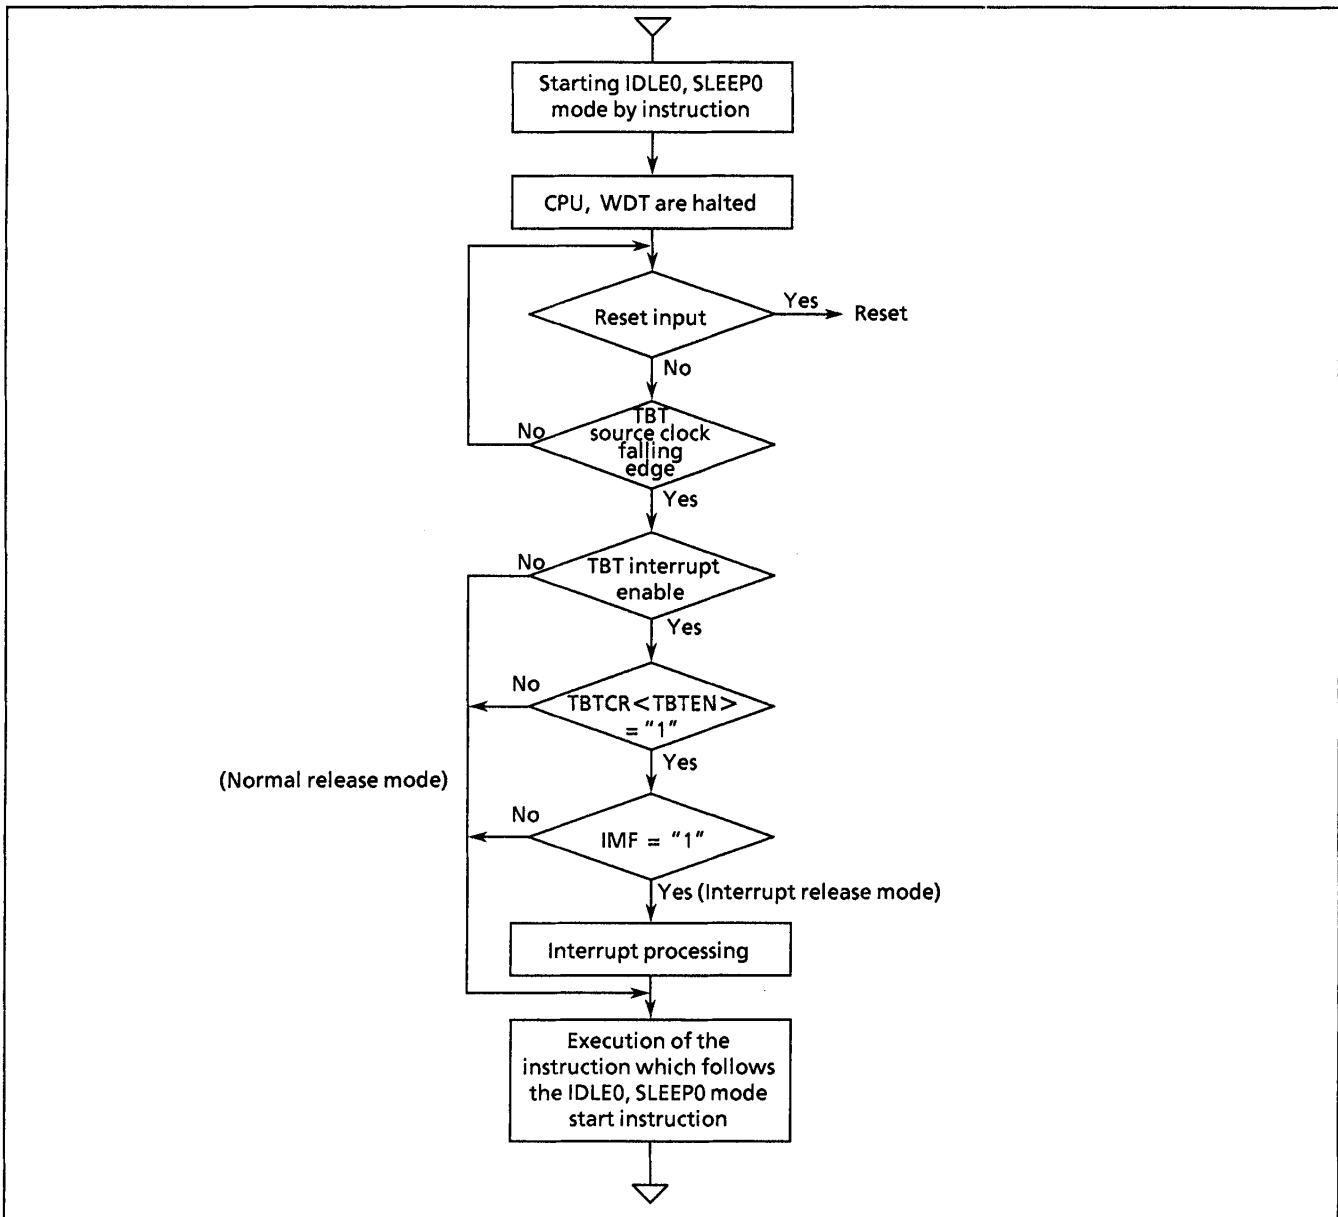 Starting IDLE0, SLEEP0
mode by instruction
CPU, WDT are halted
Reset input
Yes
Reset
No
TBT
source clock
falling
edge
No
Yes
TBT interrupt
enable
No
Yes
TBTCR<TBTEN>
= "1"
No
Yes
(Normal release mode)
No
IMF = "1"
Yes (Interrupt release mode)
Interrupt processing
Execution of the
instruction which follows
the IDLE0, SLEEP0 mode
start instruction